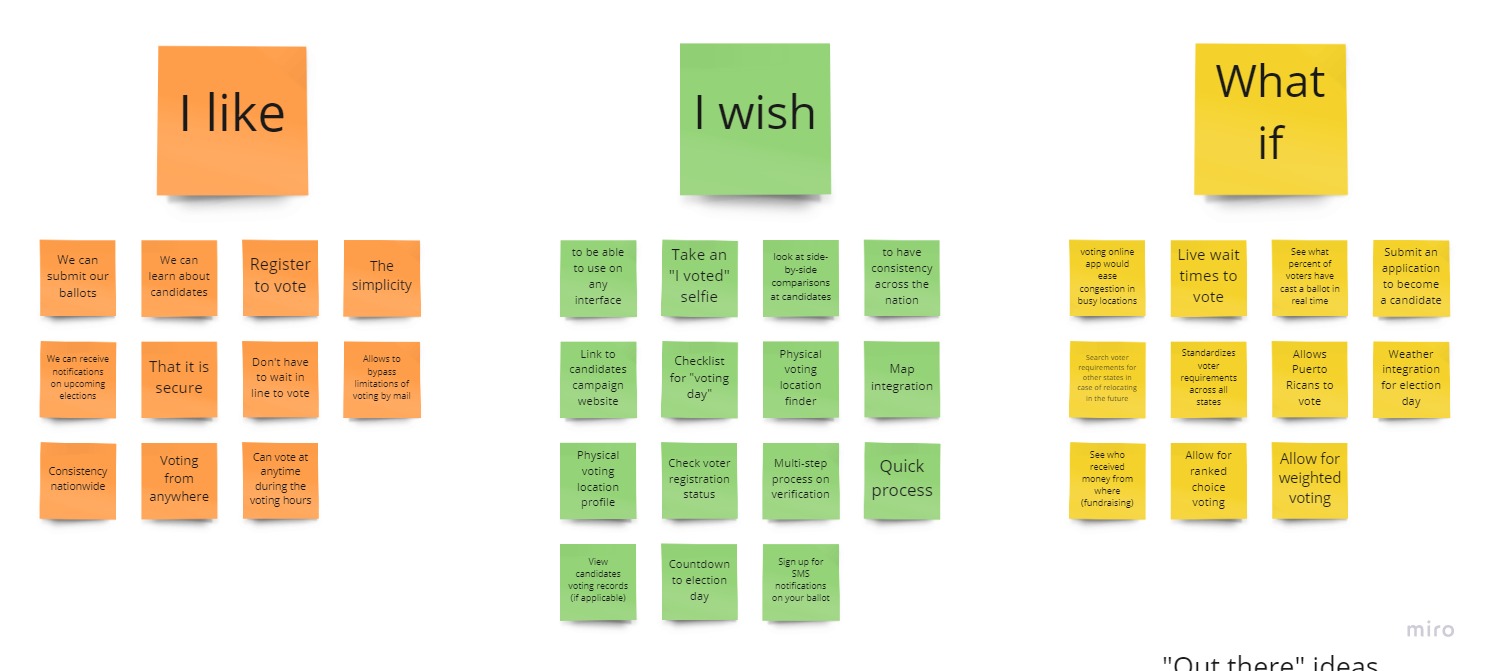 I like
We can
submit our
ballots
We can
learn about
candidates
Register
to vote
The
simplicity
We can receive
notifications
on upcoming
elections
That it is
secure
Don't have
to wait in
line to vote
Allows to
bypass
limitations of
voting by mail
Consistency
nationwide
Voting
from
anywhere
Can vote at
anytime
during the
voting hours
I wish
to be able
to use on
any
interface
Take an
"I voted"
selfie
look at side-
by-side
comparisons
at candidates
to have
consistency
across the
nation
Link to
candidates
campaign
website
Checklist
for "voting
day"
Physical
voting
location
finder
Map
integration
Physical
voting
location
profile
Check voter
registration
status
Multi-step
process on
verification
Quick
process
View
candidates
voting records
(if applicable)
Countdown
to election
day
Sign up for
SMS
notifications
on your ballot
What
if
voting online
app would
ease
congestion in
busy locations
Live wait
times to
vote
See what
percent of
voters have
cast a ballot in
real time
Submit an
application
to become
a candidate
Search voter
requirements for
other states in
case of relocating
in the future
Standardizes
voter
requirements
across all
states
Allows
Puerto
Ricans to
vote
Weather
integration
for election
day
See who
received
money from
where
(fundraising)
Allow for
ranked
choice
voting
Allow for
weighted
voting
miro
"Out there" ideas